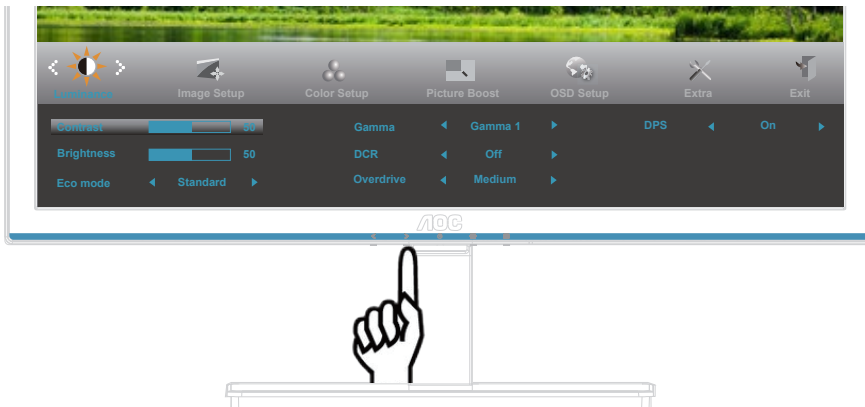 Luminance Image Setup Color Setup Picture Boost OSD Setup Extra Exit
Contrast 50 Gamma Gamma 1 DPS On
Brightness 50 DCR Off
Eco mode Standard Overdrive Medium
AOC